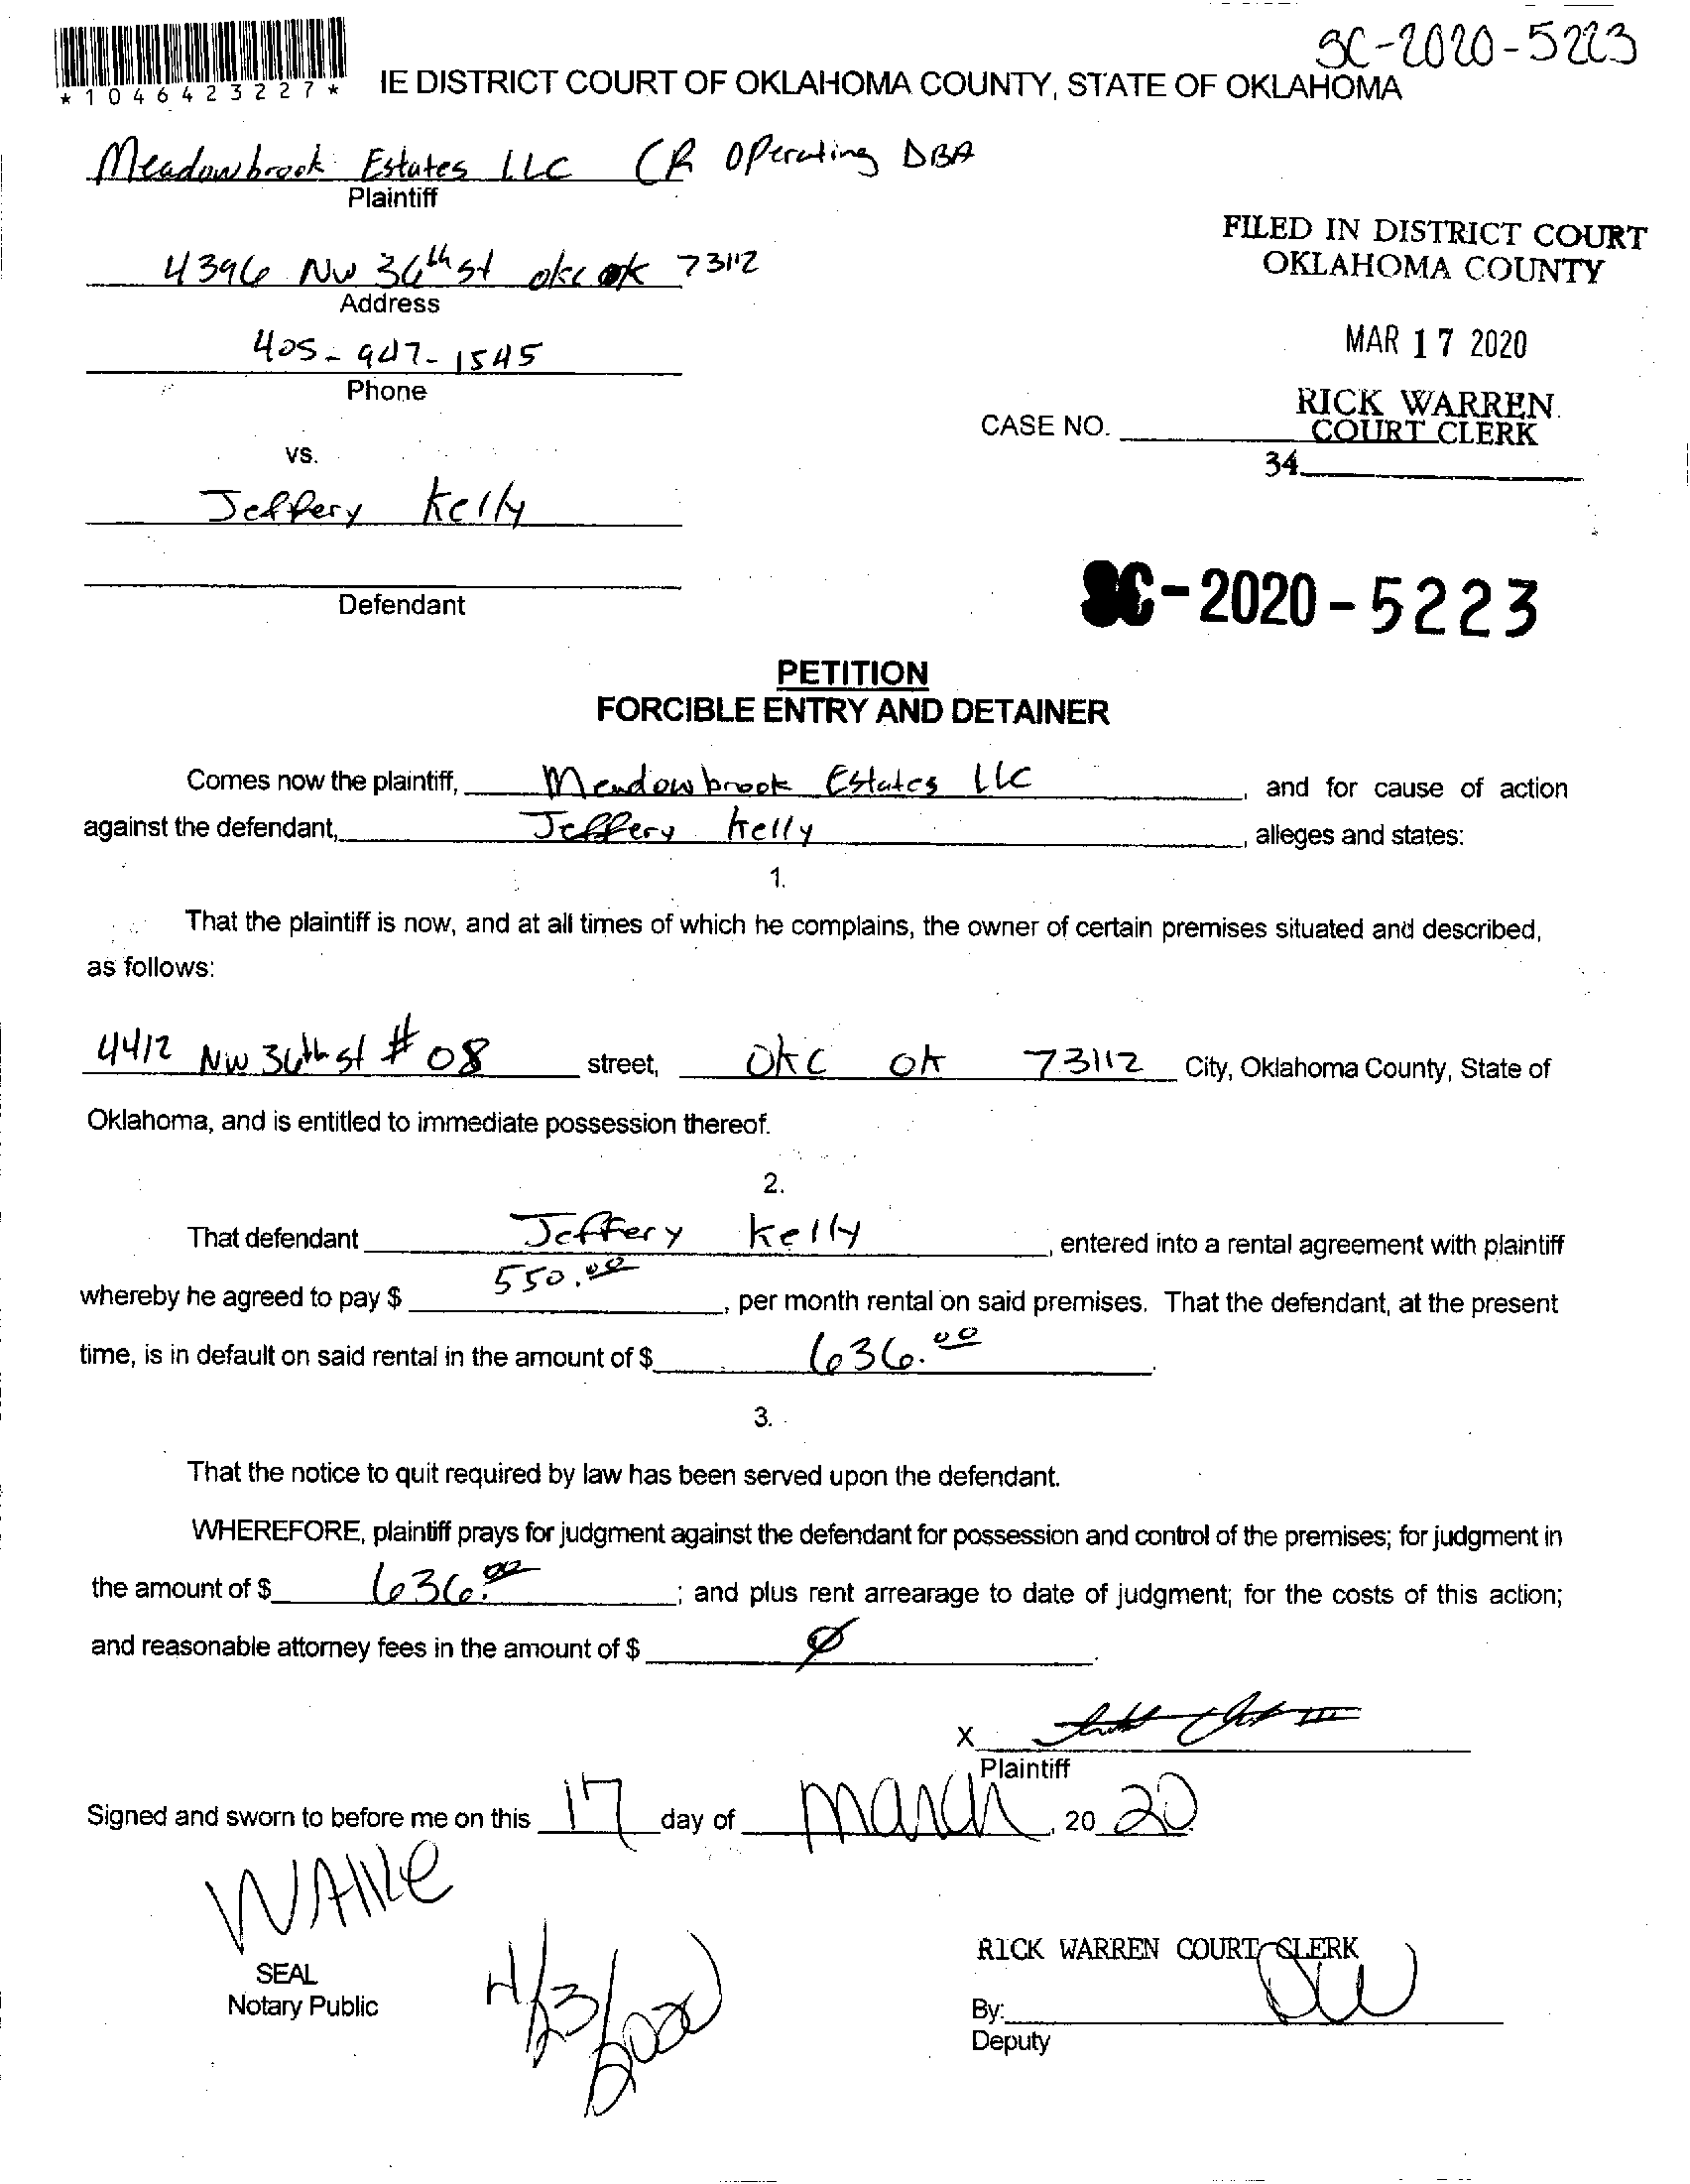 SC-2020-5223
*1046423227*
IE DISTRICT COURT OF OKLAHOMA COUNTY, STATE OF OKLAHOMA
Meadowbrook Estates LLC CR Operating DBA
Plaintiff
FILED IN DISTRICT COURT
OKLAHOMA COUNTY
4396 NW 36th st okc ok 73112
Address
MAR 17 2020
405-947-1545
Phone
RICK WARREN
COURT CLERK
CASE NO.
34
vs.
Jeffery Kelly
Defendant
SC-2020-5223
PETITION
FORCIBLE ENTRY AND DETAINER
Comes now the plaintiff, Meadowbrook Estates LLC, and for cause of action
against the defendant, Jeffery Kelly, alleges and states:
1.
That the plaintiff is now, and at all times of which he complains, the owner of certain premises situated and described,
as follows:
4412 NW 36th st # 08 street, OKC OK 73112 City, Oklahoma County, State of
Oklahoma, and is entitled to immediate possession thereof.
2.
That defendant Jeffery Kelly, entered into a rental agreement with plaintiff
whereby he agreed to pay $ 550.00, per month rental on said premises. That the defendant, at the present
time, is in default on said rental in the amount of $ 636.00.
3.
That the notice to quit required by law has been served upon the defendant.
WHEREFORE, plaintiff prays for judgment against the defendant for possession and control of the premises; for judgment in
the amount of $ 636.00; and plus rent arrearage to date of judgment; for the costs of this action;
and reasonable attorney fees in the amount of $ Ø.
X
Plaintiff
Signed and sworn to before me on this 17 day of March, 2020
SEAL
Notary Public
RICK WARREN COURT CLERK
By:
Deputy